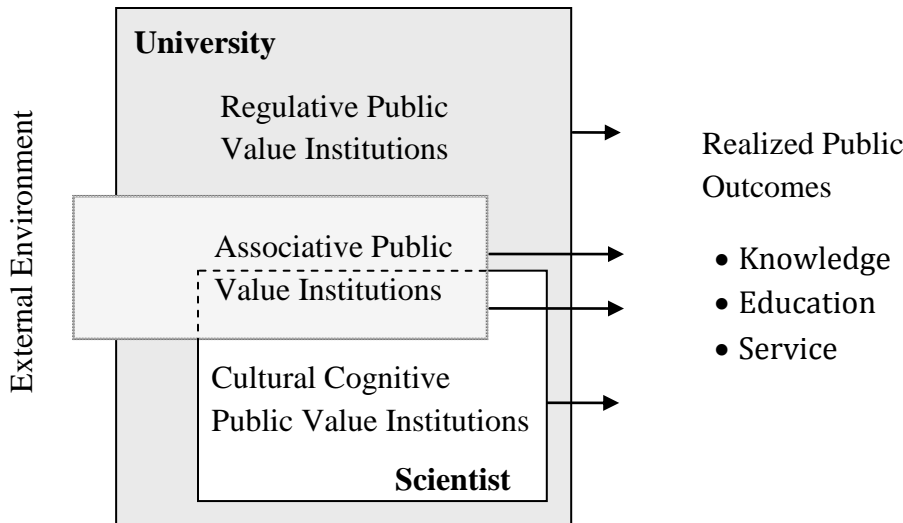 University
Regulative Public
Value Institutions
External Environment
Realized Public
Outcomes
Associative Public
Value Institutions
• Knowledge
• Education
• Service
Cultural Cognitive
Public Value Institutions
Scientist